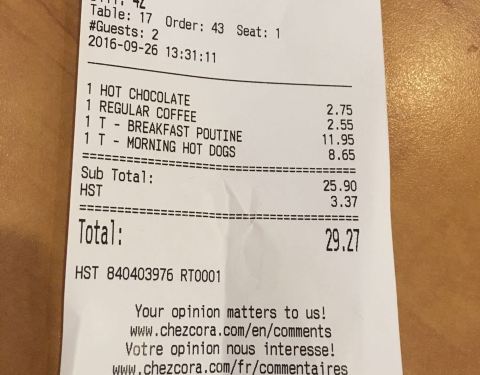 42
Table: 17 Order: 43 Seat: 1
#Guests: 2
2016-09-26 13:31:11
1 HOT CHOCOLATE 2.75
1 REGULAR COFFEE 2.55
1 T - BREAKFAST POUTINE 11.95
1 T - MORNING HOT DOGS 8.65
Sub Total: 25.90
HST 3.37
Total: 29.27
HST 840403976 RT0001
Your opinion matters to us!
www.chezcora.com/en/comments
Votre opinion nous interesse!
www.chezcora.com/fr/commentaires